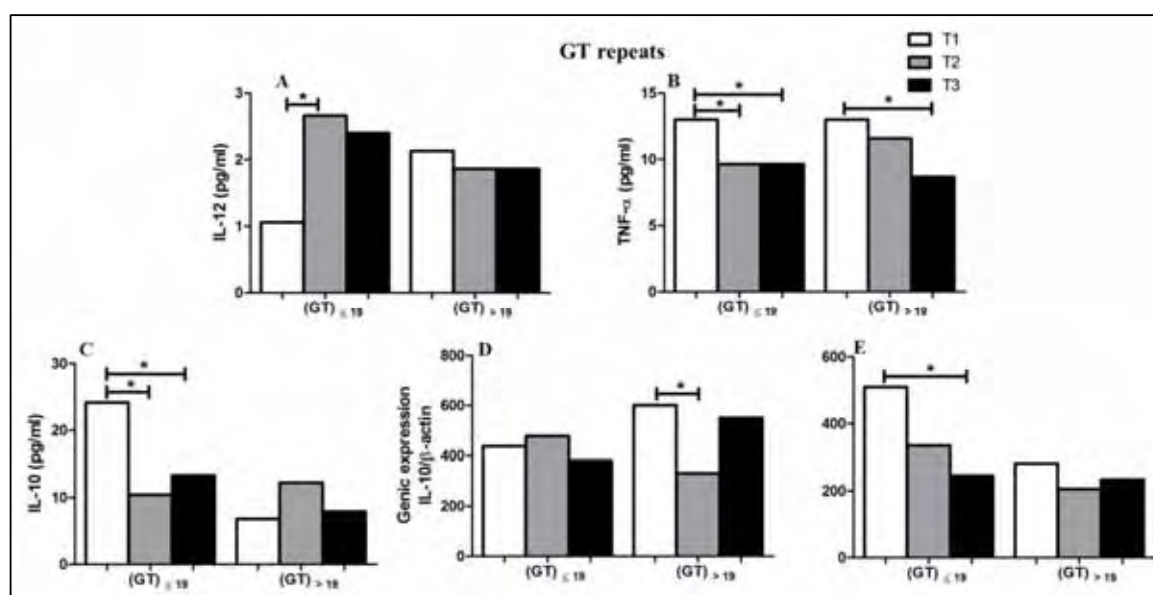 GT repeats
T1
T2
T3
A
*
3
2
1
0
IL-12 (pg/ml)
(GT) ≤ 19
(GT) > 19
B
*
*
*
15
10
5
0
TNF-α (pg/ml)
(GT) ≤ 19
(GT) > 19
C
*
*
30
20
10
0
IL-10 (pg/ml)
(GT) ≤ 19
(GT) > 19
D
*
800
600
400
200
0
Genic expression
IL-10/β-actin
(GT) ≤ 19
(GT) > 19
E
*
600
400
200
0
(GT) ≤ 19
(GT) > 19